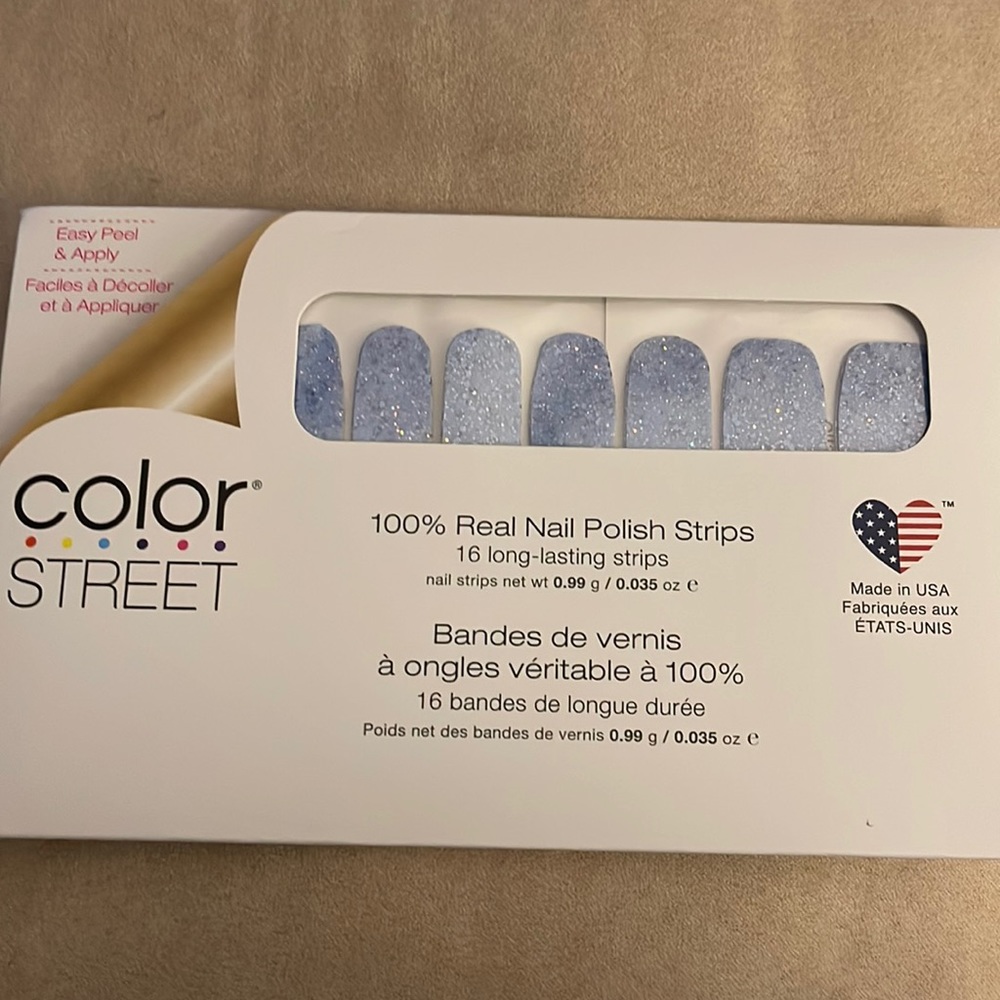 Easy Peel
& Apply
Faciles à Décoller
et à Appliquer
color®
STREET
100% Real Nail Polish Strips
16 long-lasting strips
nail strips net wt 0.99 g / 0.035 oz ℮
Bandes de vernis
à ongles véritable à 100%
16 bandes de longue durée
Poids net des bandes de vernis 0.99 g / 0.035 oz ℮
™
Made in USA
Fabriquées aux
ÉTATS-UNIS